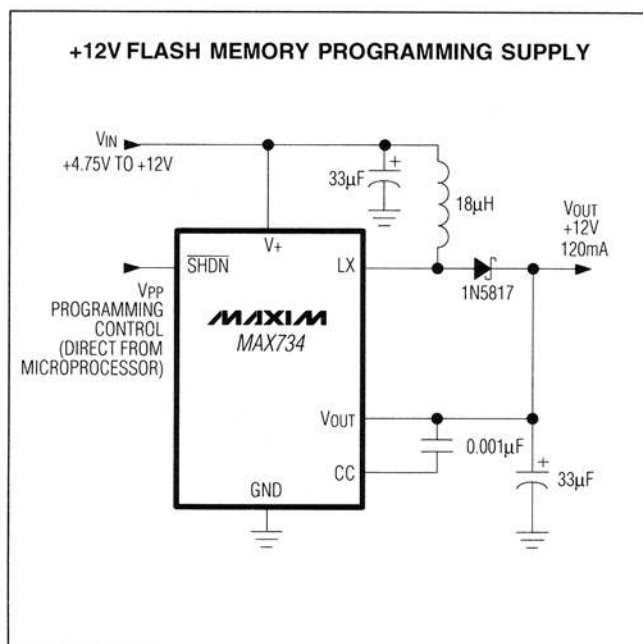 +12V FLASH MEMORY PROGRAMMING SUPPLY
VIN
+4.75V TO +12V
33µF
+
18µH
VOUT
+12V
120mA
V+
SHDN
LX
1N5817
VPP
PROGRAMMING
CONTROL
(DIRECT FROM
MICROPROCESSOR)
MAXIM
MAX734
VOUT
0.001µF
CC
+
33µF
GND